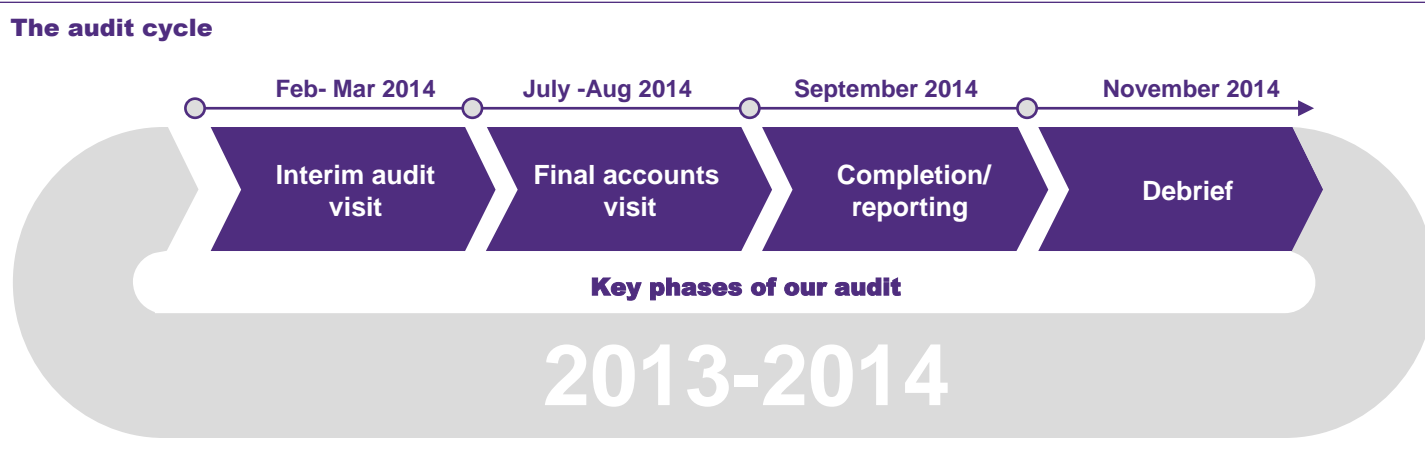 The audit cycle
Feb- Mar 2014
July -Aug 2014
September 2014
November 2014
Interim audit
visit
Final accounts
visit
Completion/
reporting
Debrief
Key phases of our audit
2013-2014